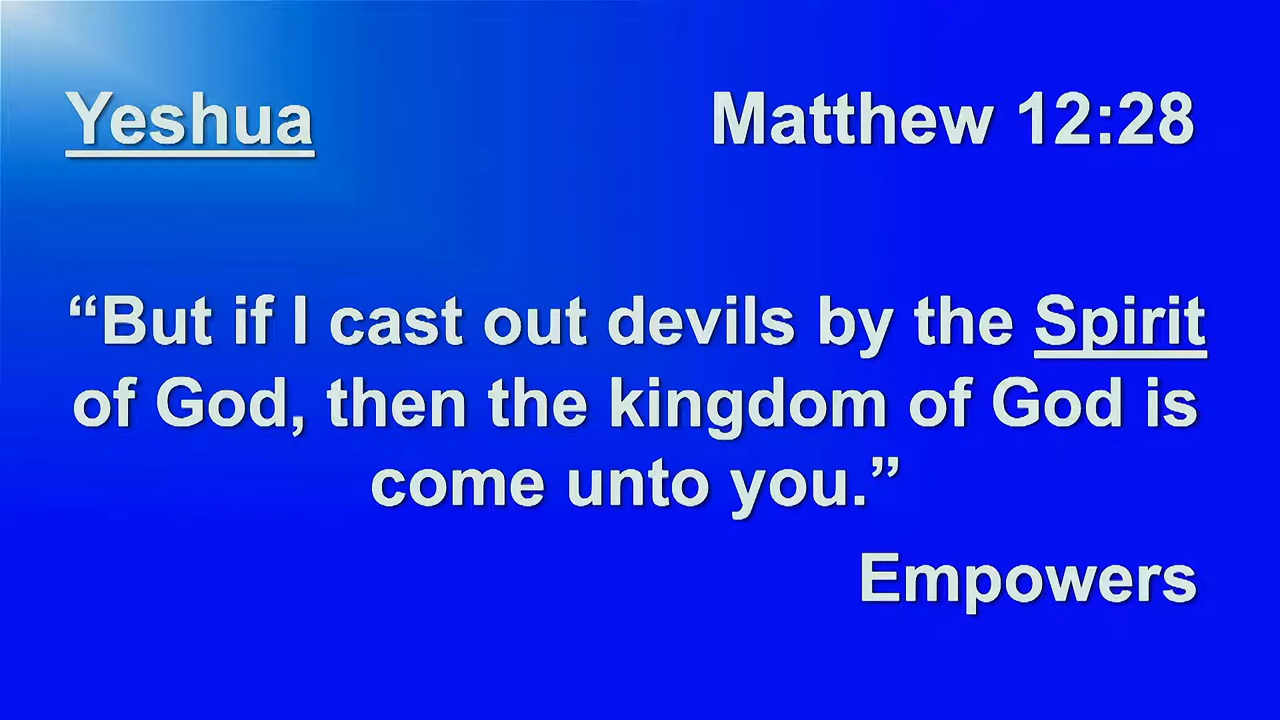 Yeshua Matthew 12:28
“But if I cast out devils by the Spirit
of God, then the kingdom of God is
come unto you.”
Empowers